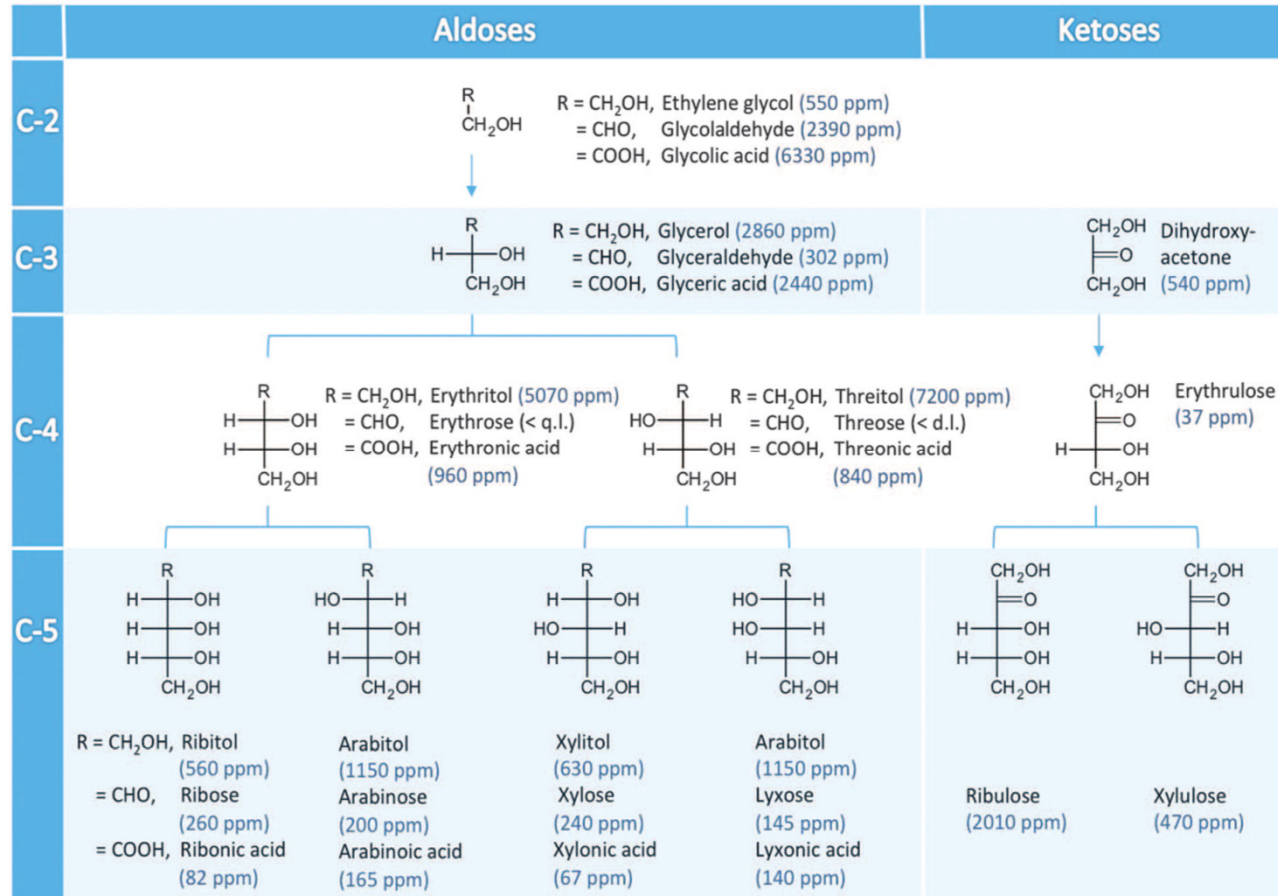 Aldoses
Ketoses
C-2
R
CH₂OH
R = CH₂OH, Ethylene glycol (550 ppm)
= CHO, Glycolaldehyde (2390 ppm)
= COOH, Glycolic acid (6330 ppm)
C-3
R
H OH
CH₂OH
R = CH₂OH, Glycerol (2860 ppm)
= CHO, Glyceraldehyde (302 ppm)
= COOH, Glyceric acid (2440 ppm)
CH₂OH
=O
CH₂OH
Dihydroxy-
acetone
(540 ppm)
C-4
R
H OH
H OH
CH₂OH
R = CH₂OH, Erythritol (5070 ppm)
= CHO, Erythrose (< q.l.)
= COOH, Erythronic acid
(960 ppm)
R
HO H
H OH
CH₂OH
R = CH₂OH, Threitol (7200 ppm)
= CHO, Threose (< d.l.)
= COOH, Threonic acid
(840 ppm)
CH₂OH
=O
H OH
CH₂OH
Erythrulose
(37 ppm)
C-5
R
H OH
H OH
H OH
CH₂OH
R
HO H
H OH
H OH
CH₂OH
R
H OH
HO H
H OH
CH₂OH
R
HO H
HO H
H OH
CH₂OH
CH₂OH
=O
H OH
H OH
CH₂OH
CH₂OH
=O
HO H
H OH
CH₂OH
R = CH₂OH, Ribitol
(560 ppm)
= CHO, Ribose
(260 ppm)
= COOH, Ribonic acid
(82 ppm)
Arabitol
(1150 ppm)
Arabinose
(200 ppm)
Arabinoic acid
(165 ppm)
Xylitol
(630 ppm)
Xylose
(240 ppm)
Xylonic acid
(67 ppm)
Arabitol
(1150 ppm)
Lyxose
(145 ppm)
Lyxonic acid
(140 ppm)
Ribulose
(2010 ppm)
Xylulose
(470 ppm)